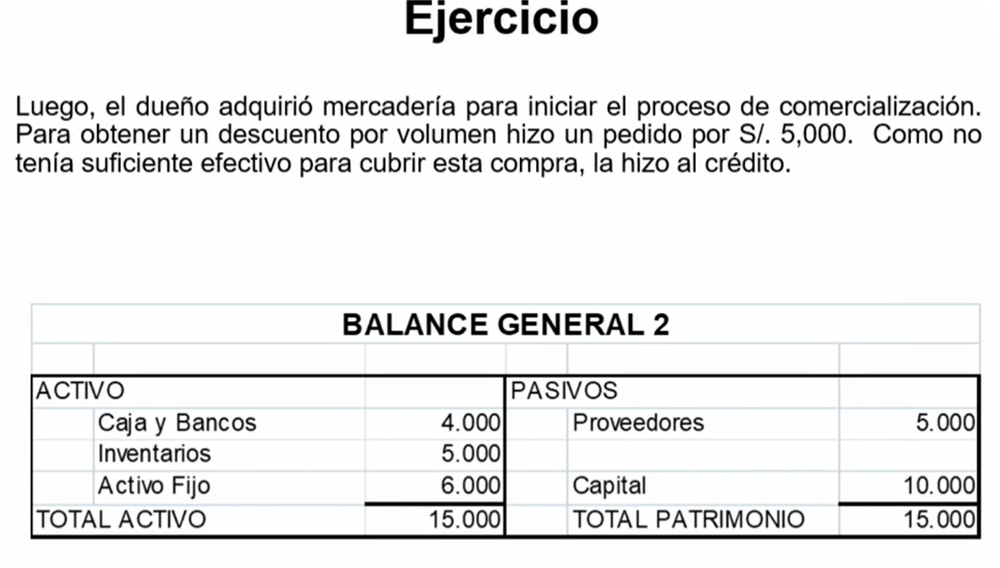 Ejercicio
Luego, el dueño adquirió mercadería para iniciar el proceso de comercialización.
Para obtener un descuento por volumen hizo un pedido por S/. 5,000. Como no
tenía suficiente efectivo para cubrir esta compra, la hizo al crédito.
BALANCE GENERAL 2
ACTIVO PASIVOS
Caja y Bancos 4.000 Proveedores 5.000
Inventarios 5.000
Activo Fijo 6.000 Capital 10.000
TOTAL ACTIVO 15.000 TOTAL PATRIMONIO 15.000